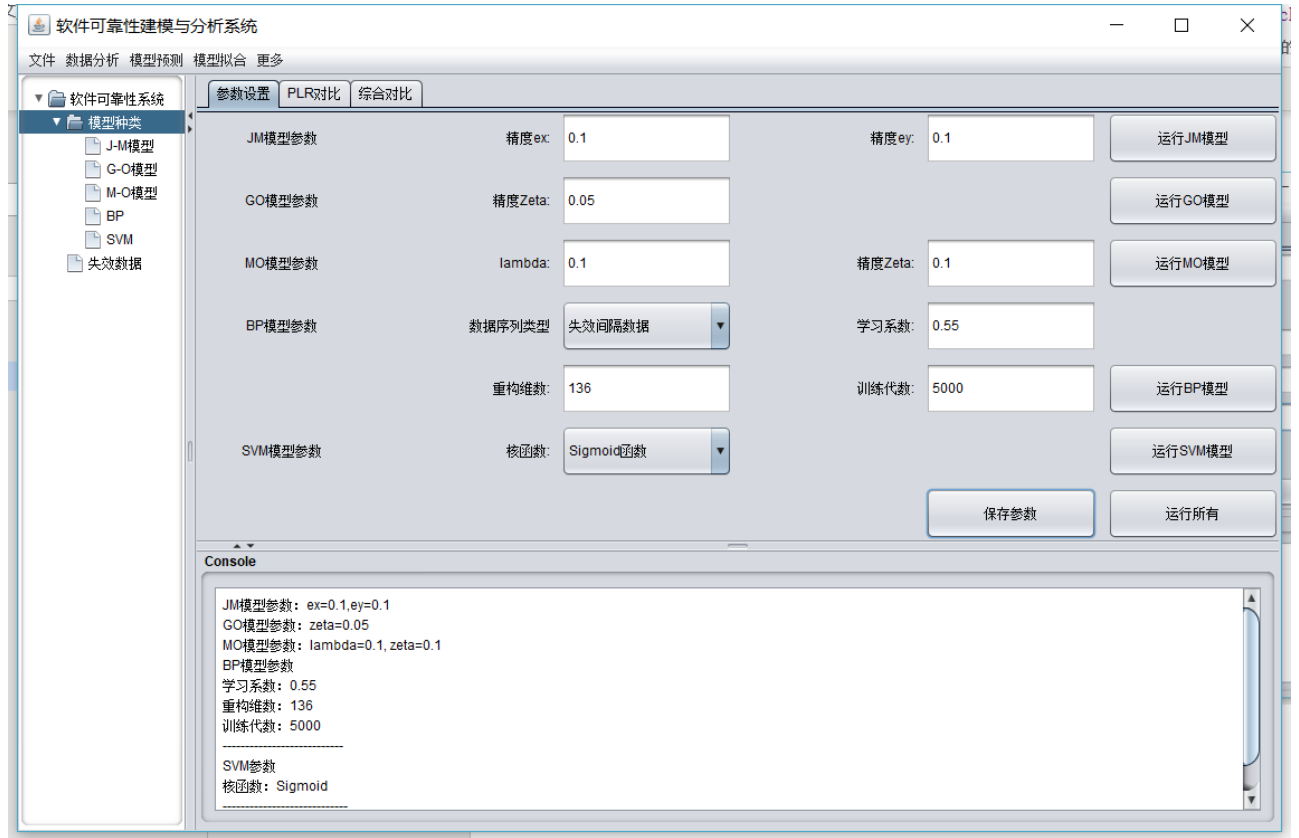 软件可靠性建模与分析系统
文件 数据分析 模型预测 模型拟合 更多
软件可靠性系统
模型种类
J-M模型
G-O模型
M-O模型
BP
SVM
失效数据
参数设置 PLR对比 综合对比
JM模型参数 精度ex: 0.1 精度ey: 0.1 运行JM模型
GO模型参数 精度Zeta: 0.05 运行GO模型
MO模型参数 lambda: 0.1 精度Zeta: 0.1 运行MO模型
BP模型参数 数据序列类型 失效间隔数据 学习系数: 0.55
重构维数: 136 训练代数: 5000 运行BP模型
SVM模型参数 核函数: Sigmoid函数 运行SVM模型
保存参数 运行所有
Console
JM模型参数：ex=0.1,ey=0.1
GO模型参数：zeta=0.05
MO模型参数：lambda=0.1, zeta=0.1
BP模型参数
学习系数：0.55
重构维数：136
训练代数：5000
---------------------------
SVM参数
核函数：Sigmoid
----------------------------